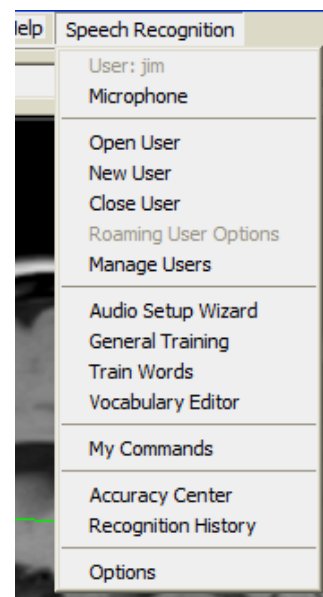 Help Speech Recognition
User: jim
Microphone
Open User
New User
Close User
Roaming User Options
Manage Users
Audio Setup Wizard
General Training
Train Words
Vocabulary Editor
My Commands
Accuracy Center
Recognition History
Options